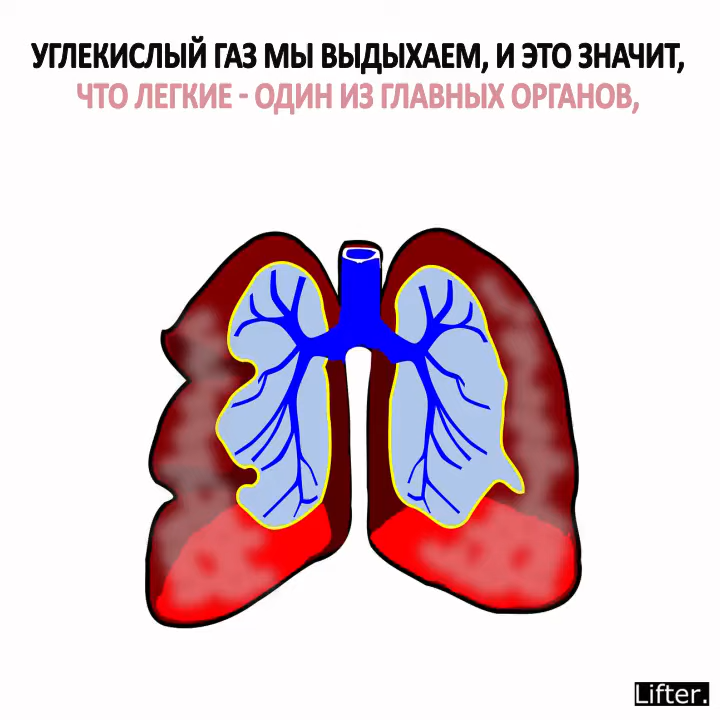 УГЛЕКИСЛЫЙ ГАЗ МЫ ВЫДЫХАЕМ, И ЭТО ЗНАЧИТ,
ЧТО ЛЕГКИЕ - ОДИН ИЗ ГЛАВНЫХ ОРГАНОВ,
Lifter.